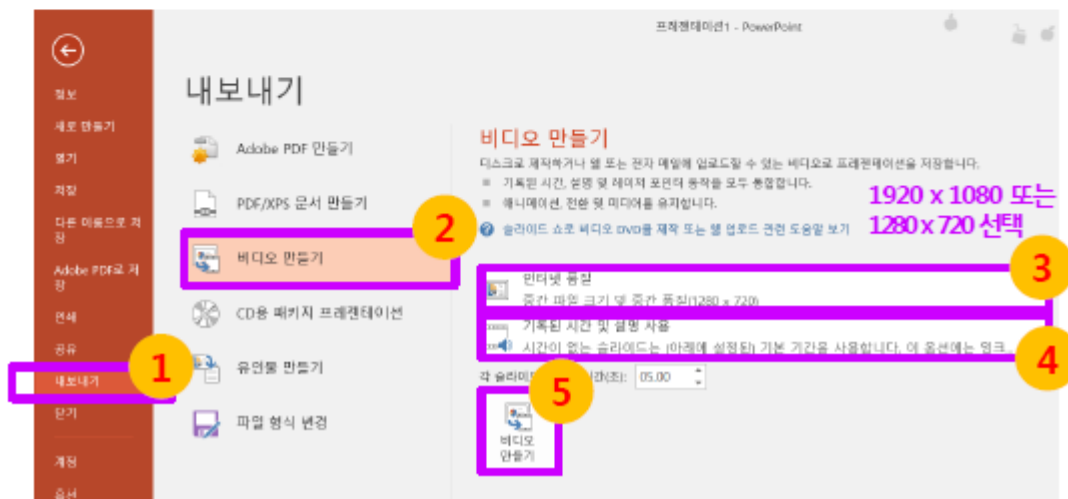 프레젠테이션1 - PowerPoint
내보내기
정보
새로 만들기
열기
저장
다른 이름으로 저
장
Adobe PDF로 저
장
인쇄
공유
내보내기
닫기
계정
옵션
1
Adobe PDF 만들기
PDF/XPS 문서 만들기
비디오 만들기
CD용 패키지 프레젠테이션
유인물 만들기
파일 형식 변경
2
비디오 만들기
디스크로 제작하거나 웹 또는 전자 메일에 업로드할 수 있는 비디오로 프레젠테이션을 저장합니다.
기록된 시간, 설명 및 레이저 포인터 동작을 모두 통합합니다.
애니메이션, 전환 및 미디어를 유지합니다.
슬라이드 쇼로 비디오 DVD를 제작 또는 웹 업로드 관련 도움말 보기
1920 x 1080 또는
1280 x 720 선택
3
인터넷 품질
중간 파일 크기 및 중간 품질(1280 x 720)
기록된 시간 및 설명 사용
시간이 없는 슬라이드는 (아래에 설정된) 기본 기간을 사용합니다. 이 옵션에는 잉크...
4
각 슬라이드 시간(초): 05.00
5
비디오
만들기